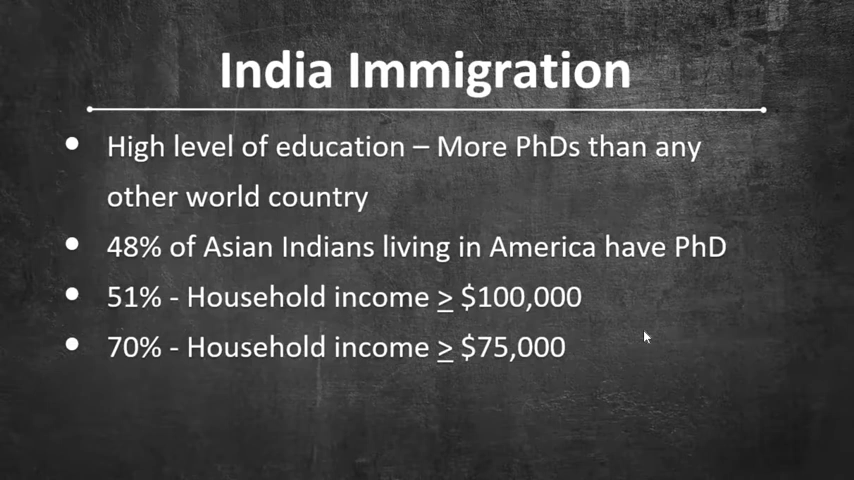 India Immigration
High level of education – More PhDs than any
other world country
48% of Asian Indians living in America have PhD
51% - Household income ≥ $100,000
70% - Household income ≥ $75,000